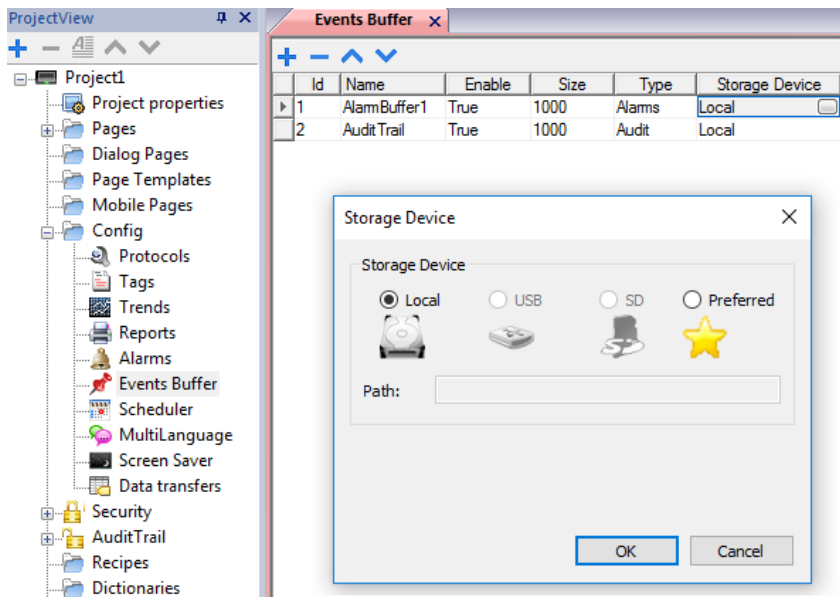 ProjectView
Project1
Project properties
Pages
Dialog Pages
Page Templates
Mobile Pages
Config
Protocols
Tags
Trends
Reports
Alarms
Events Buffer
Scheduler
MultiLanguage
Screen Saver
Data transfers
Security
AuditTrail
Recipes
Dictionaries
Events Buffer
Id Name Enable Size Type Storage Device
1 AlarmBuffer1 True 1000 Alarms Local
2 AuditTrail True 1000 Audit Local
Storage Device
Storage Device
Local USB SD Preferred
Path:
OK Cancel